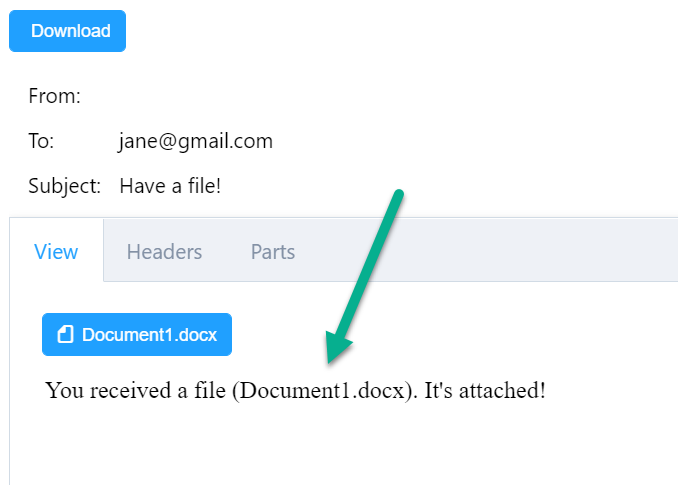 Download
From:
To: jane@gmail.com
Subject: Have a file!
View Headers Parts
Document1.docx
You received a file (Document1.docx). It's attached!